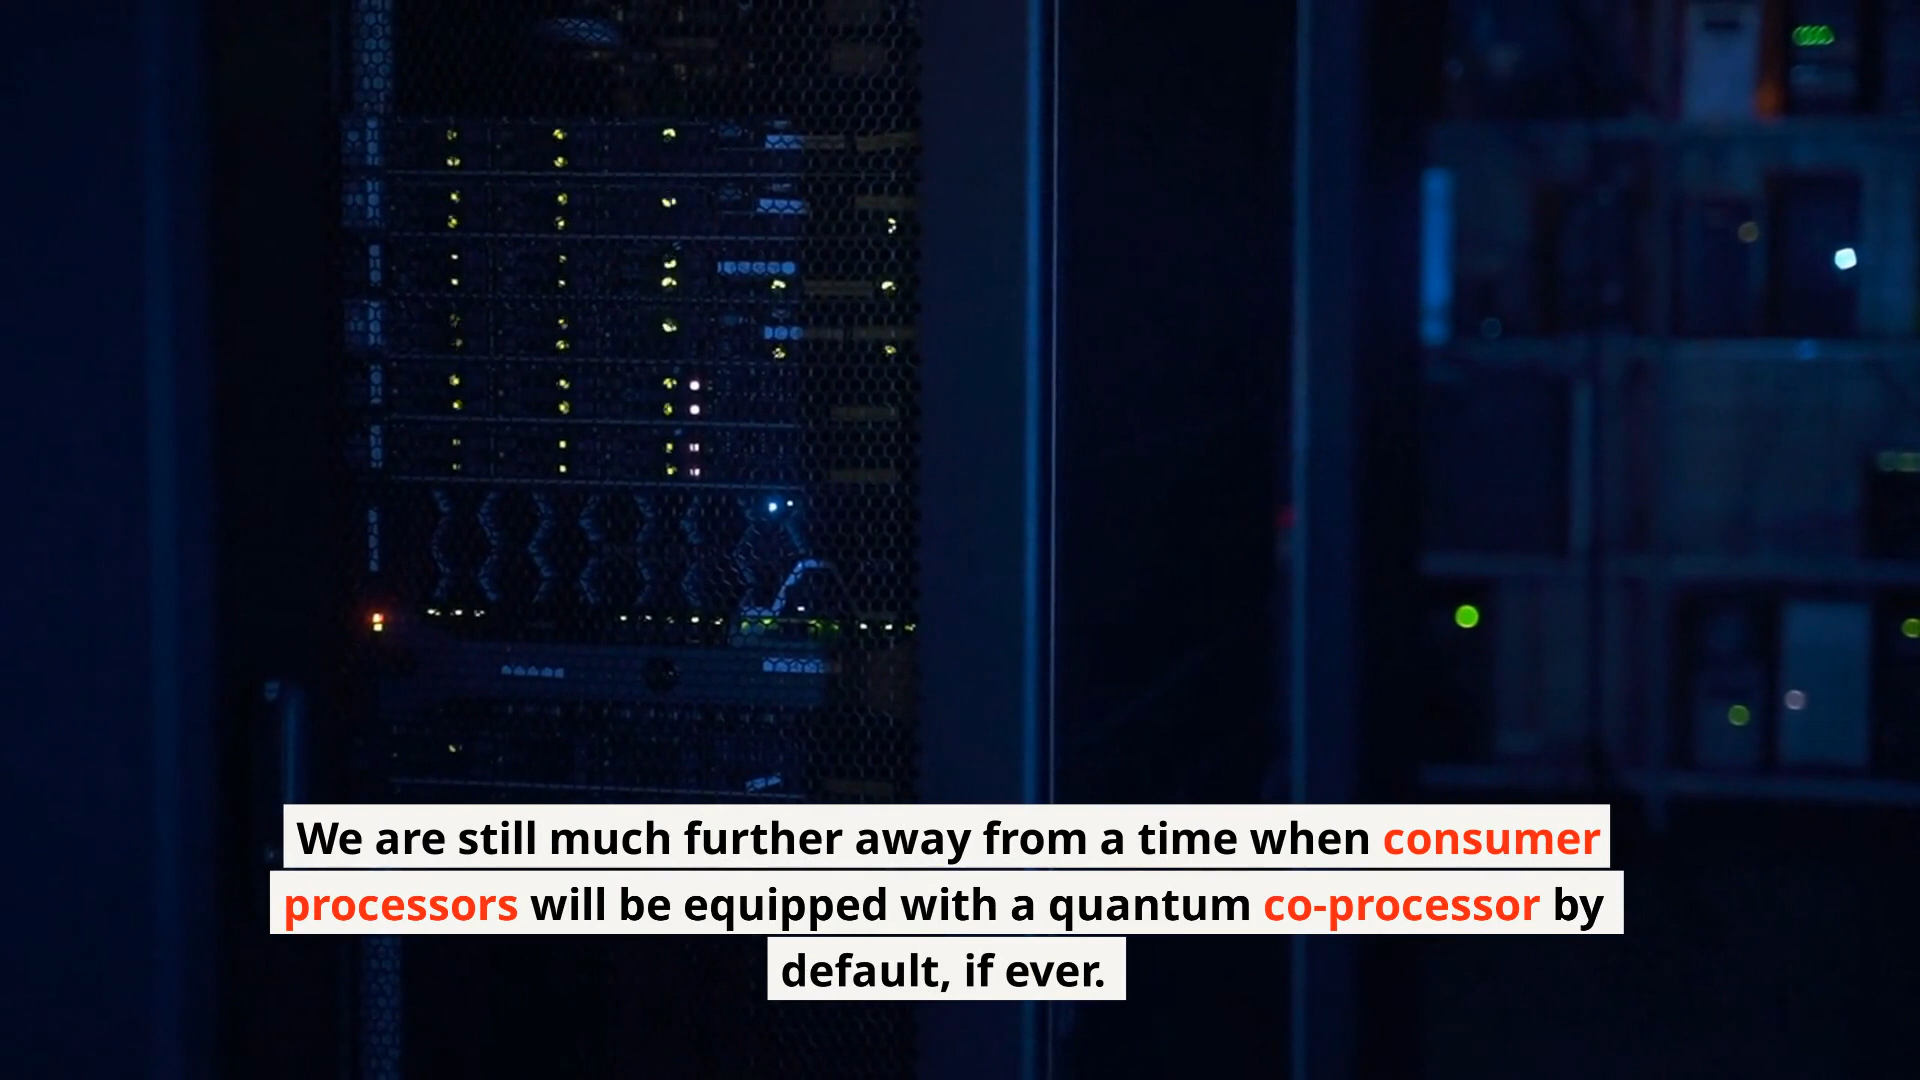 We are still much further away from a time when consumer
processors will be equipped with a quantum co-processor by
default, if ever.